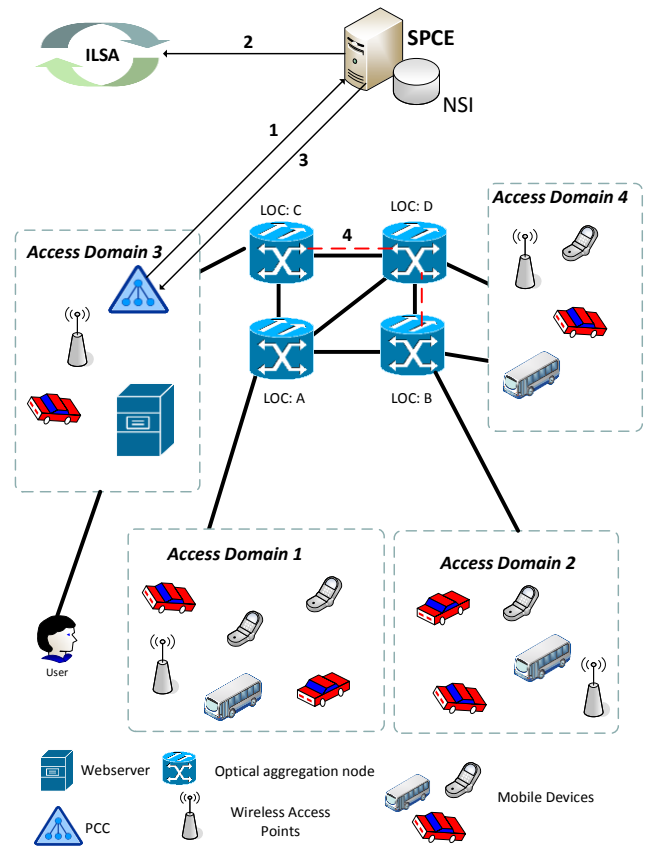 SPCE
ILSA
2
NSI
1
3
LOC: C
LOC: D
4
Access Domain 4
Access Domain 3
LOC: A
LOC: B
Access Domain 1
Access Domain 2
User
Webserver
Optical aggregation node
Mobile Devices
PCC
Wireless Access
Points